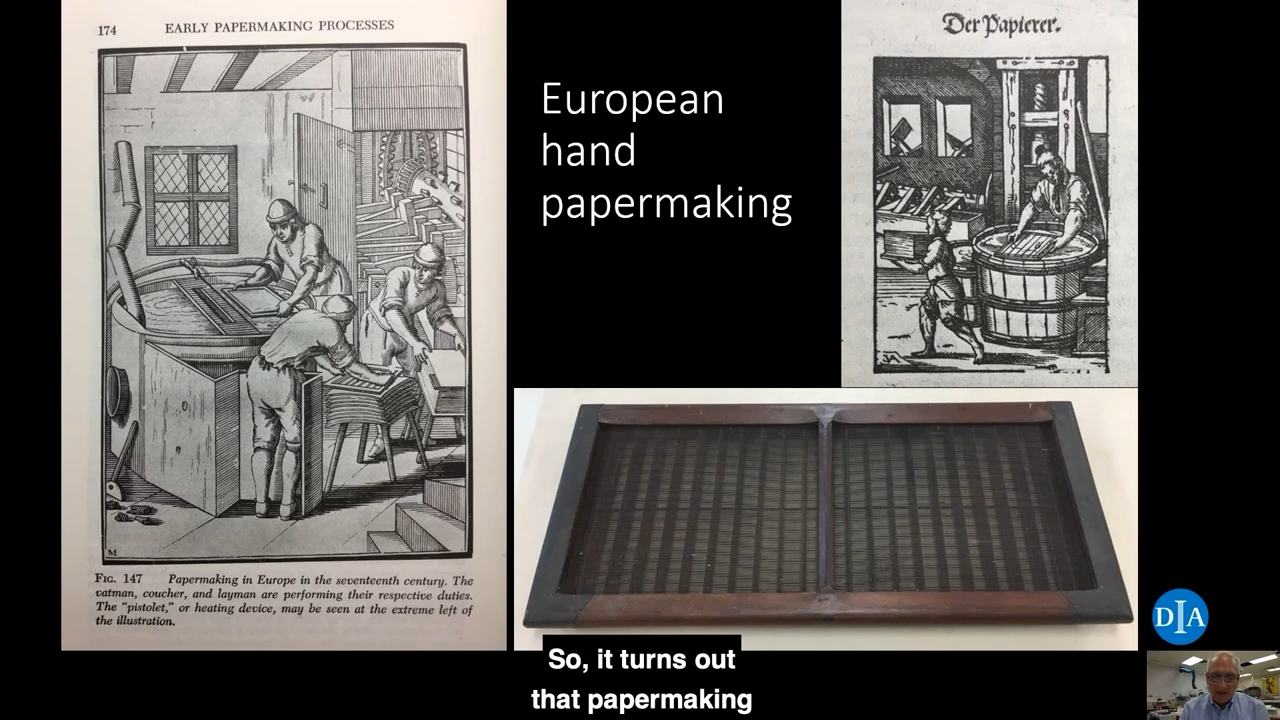 174
EARLY PAPERMAKING PROCESSES
M
FIG. 147 Papermaking in Europe in the seventeenth century. The
vatman, coucher, and layman are performing their respective duties.
The "pistolet," or heating device, may be seen at the extreme left of
the illustration.
European
hand
papermaking
Der Papierer.
DIA
So, it turns out
that papermaking